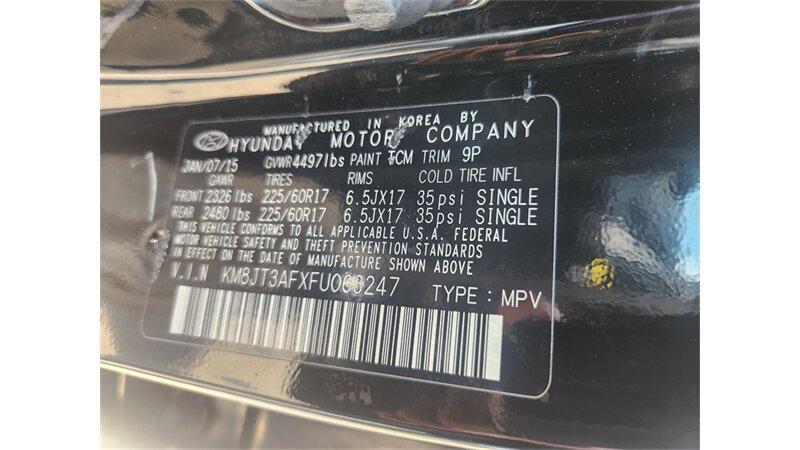 MANUFACTURED IN KOREA BY
HYUNDAI MOTOR COMPANY
JAN/07/15 GVWR 4497lbs PAINT TCM TRIM 9P
GAWR TIRES RIMS COLD TIRE INFL
FRONT 2326 lbs 225/60R17 6.5JX17 35psi SINGLE
REAR 2480 lbs 225/60R17 6.5JX17 35psi SINGLE
THIS VEHICLE CONFORMS TO ALL APPLICABLE U.S.A. FEDERAL
MOTOR VEHICLE SAFETY AND THEFT PREVENTION STANDARDS
IN EFFECT ON THE DATE OF MANUFACTURE SHOWN ABOVE
V.I.N KM8JT3AFXFU063247 TYPE: MPV